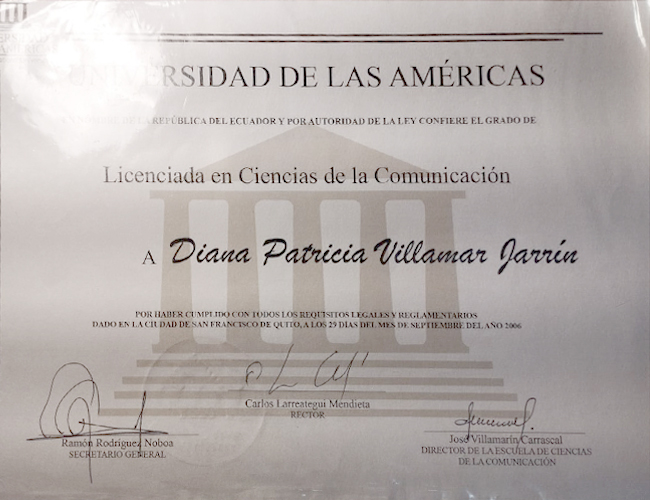 UNIVERSIDAD DE LAS AMÉRICAS
DE LA REPÚBLICA DEL ECUADOR Y POR AUTORIDAD DE LA LEY CONFIERE EL GRADO DE
Licenciada en Ciencias de la Comunicación
A Diana Patricia Villamar Jarrín
POR HABER CUMPLIDO CON TODOS LOS REQUISITOS LEGALES Y REGLAMENTARIOS
DADO EN LA CIUDAD DE SAN FRANCISCO DE QUITO, A LOS 29 DIAS DEL MES DE SEPTIEMBRE DEL AÑO 2006
Carlos Larreategui Mendieta
RECTOR
Ramón Rodríguez Noboa
SECRETARIO GENERAL
José Villamarín Carrascal
DIRECTOR DE LA ESCUELA DE CIENCIAS
DE LA COMUNICACIÓN